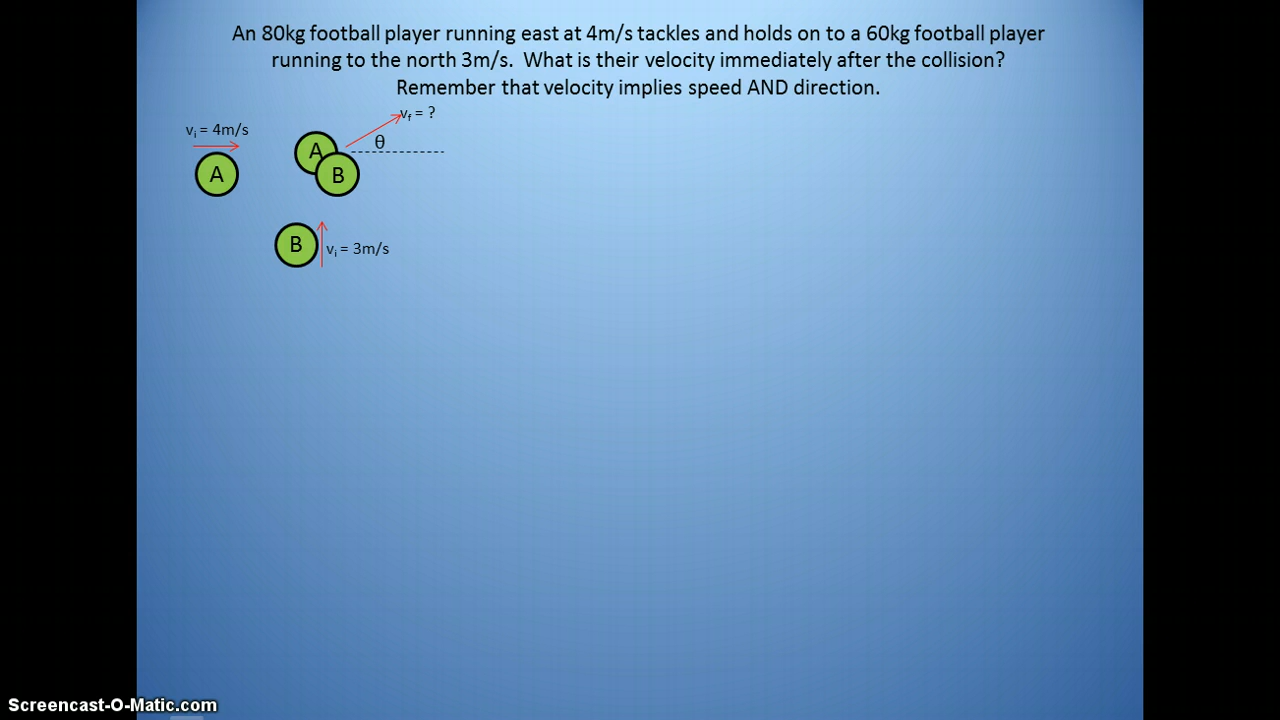 An 80kg football player running east at 4m/s tackles and holds on to a 60kg football player
running to the north 3m/s.  What is their velocity immediately after the collision?
Remember that velocity implies speed AND direction.
vf = ?
vi = 4m/s
θ
A
A
B
B
vi = 3m/s
Screencast-O-Matic.com